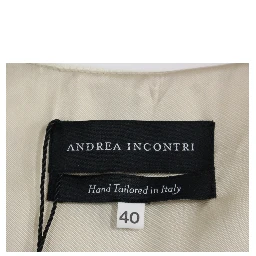 ANDREA INCONTRI
Hand Tailored in Italy
40